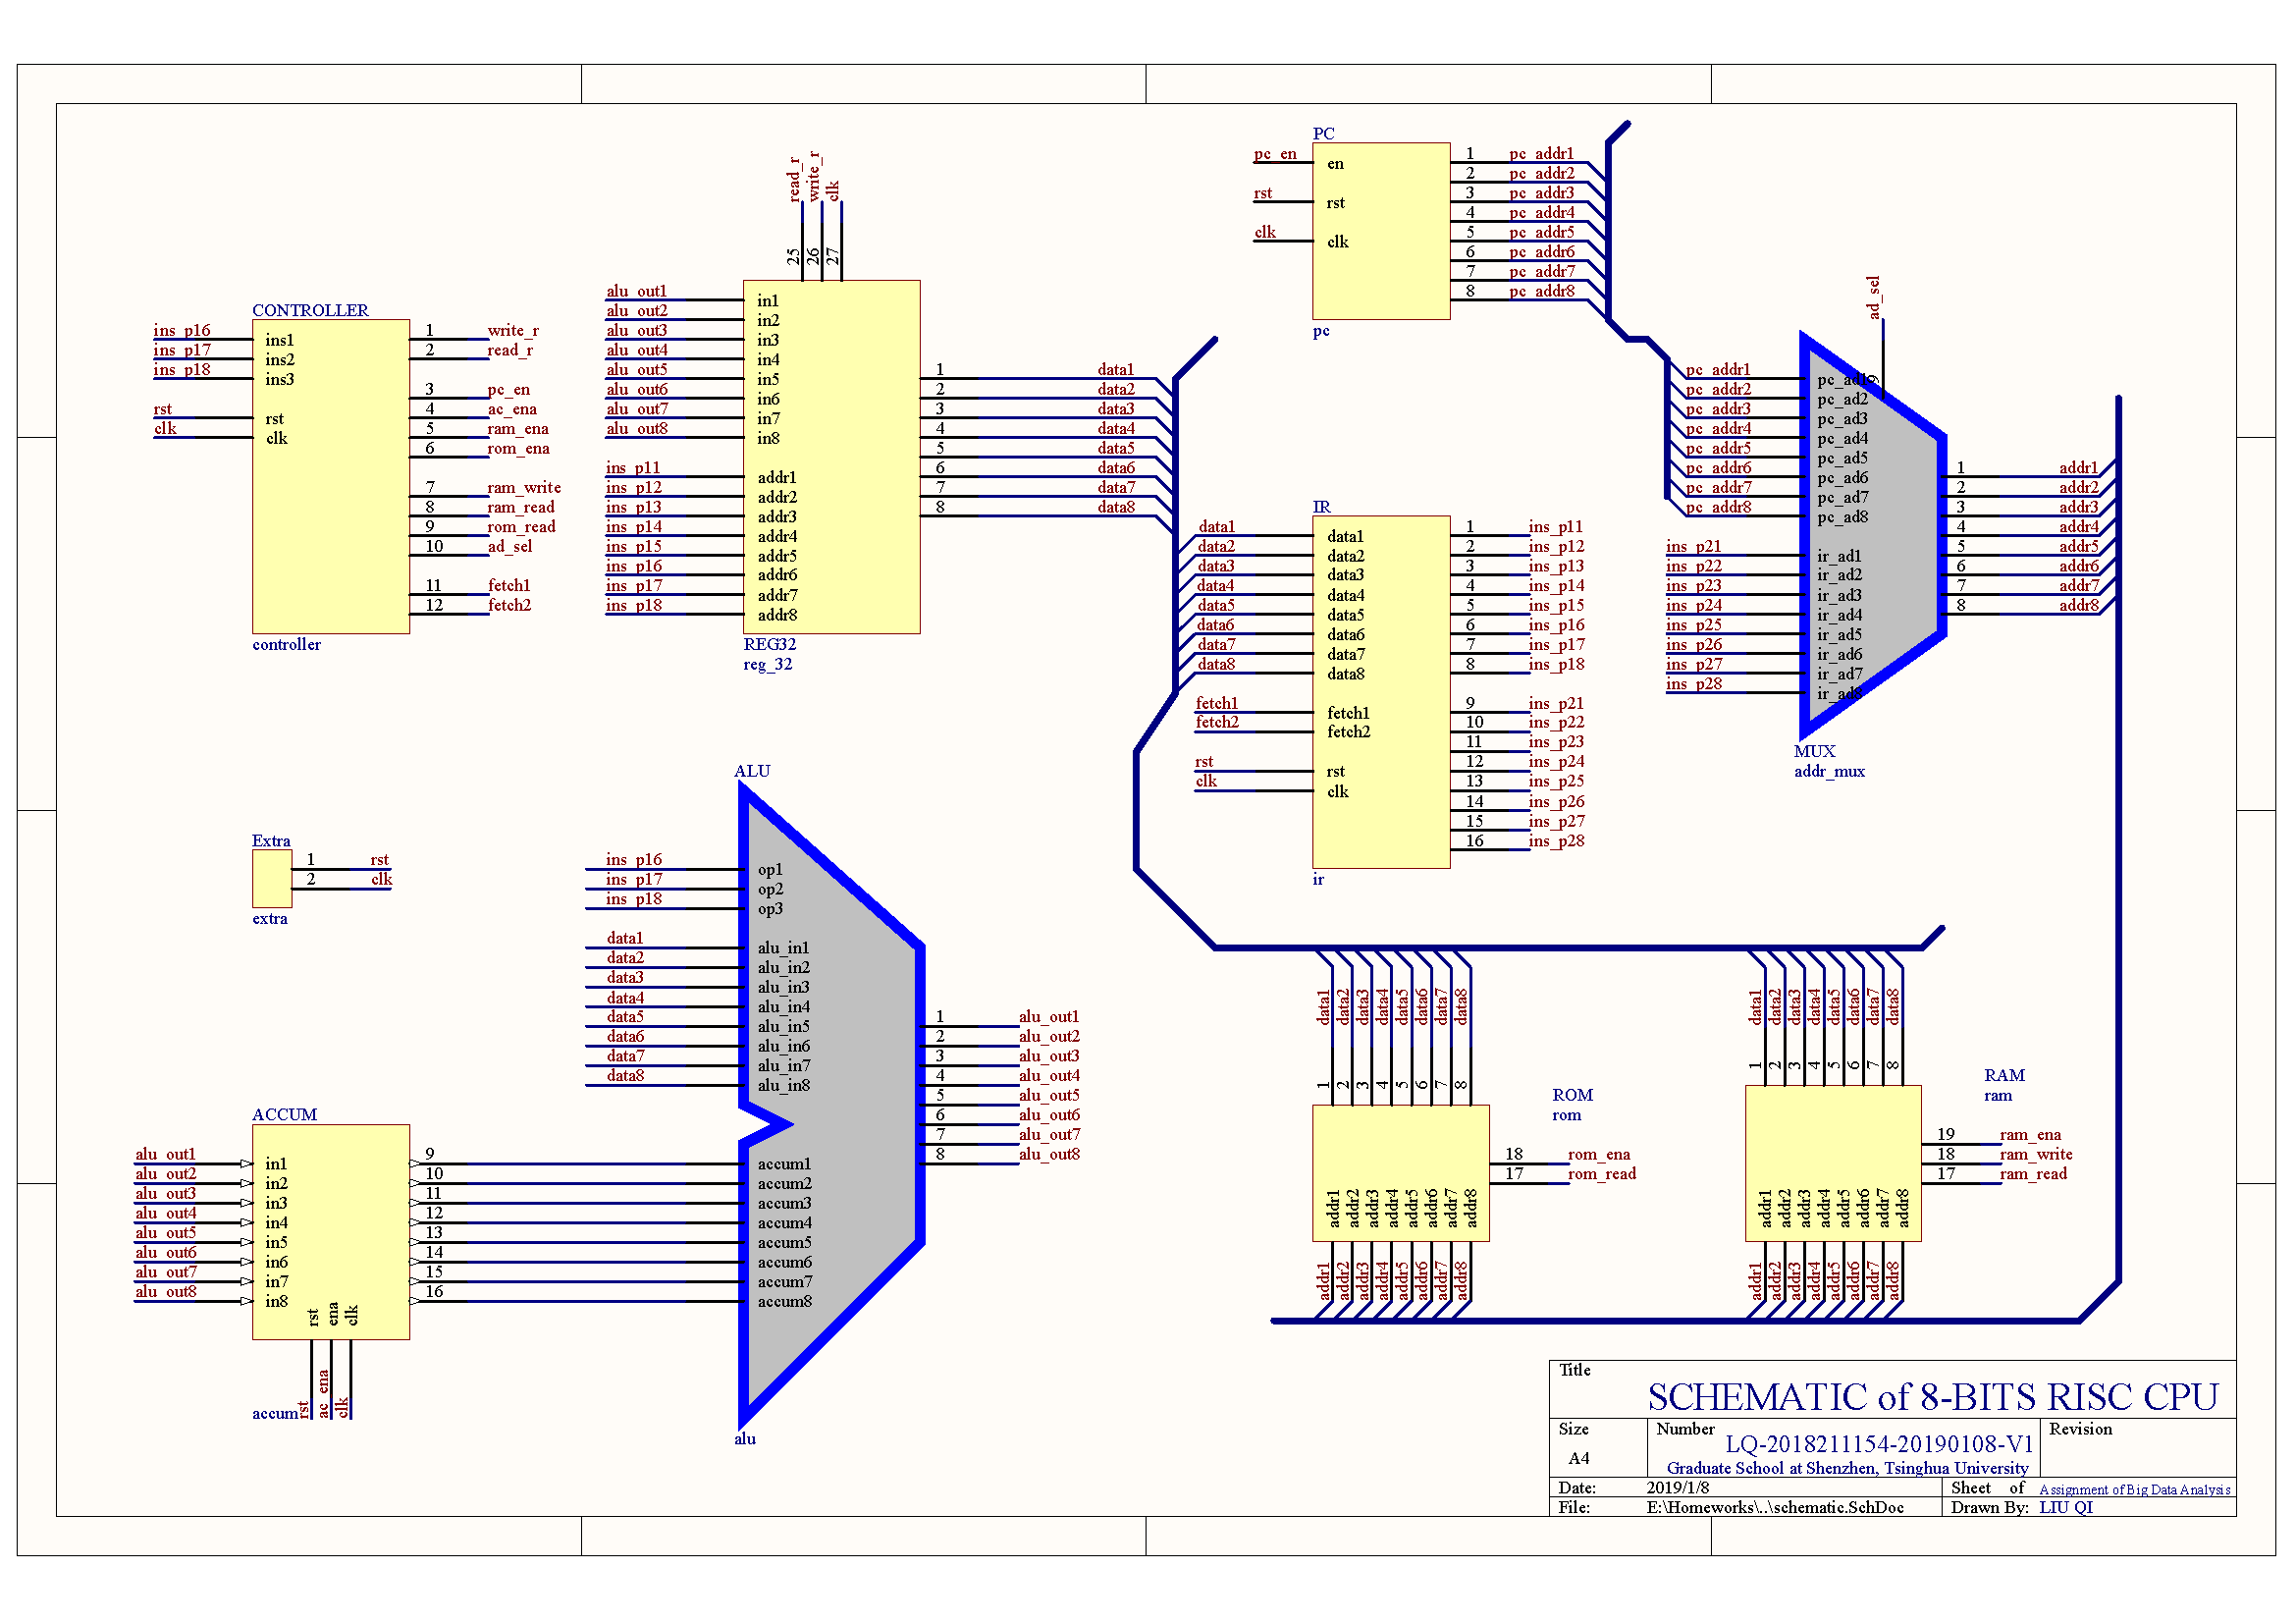 CONTROLLER
ins_p16
ins_p17
ins_p18
rst
clk
ins1
ins2
ins3
rst
clk
1 write_r
2 read_r
3 pc_en
4 ac_ena
5 ram_ena
6 rom_ena
7 ram_write
8 ram_read
9 rom_read
10 ad_sel
11 fetch1
12 fetch2
controller
read_r
write_r
clk
25
26
27
alu_out1 in1
alu_out2 in2
alu_out3 in3
alu_out4 in4
alu_out5 in5
alu_out6 in6
alu_out7 in7
alu_out8 in8
ins_p11 addr1
ins_p12 addr2
ins_p13 addr3
ins_p14 addr4
ins_p15 addr5
ins_p16 addr6
ins_p17 addr7
ins_p18 addr8
1 data1
2 data2
3 data3
4 data4
5 data5
6 data6
7 data7
8 data8
REG32
reg_32
PC
pc_en en
rst rst
clk clk
1 pc_addr1
2 pc_addr2
3 pc_addr3
4 pc_addr4
5 pc_addr5
6 pc_addr6
7 pc_addr7
8 pc_addr8
pc
IR
data1 data1
data2 data2
data3 data3
data4 data4
data5 data5
data6 data6
data7 data7
data8 data8
fetch1 fetch1
fetch2 fetch2
rst rst
clk clk
1 ins_p11
2 ins_p12
3 ins_p13
4 ins_p14
5 ins_p15
6 ins_p16
7 ins_p17
8 ins_p18
9 ins_p21
10 ins_p22
11 ins_p23
12 ins_p24
13 ins_p25
14 ins_p26
15 ins_p27
16 ins_p28
ir
ad_sel
9
pc_addr1 pc_ad1
pc_addr2 pc_ad2
pc_addr3 pc_ad3
pc_addr4 pc_ad4
pc_addr5 pc_ad5
pc_addr6 pc_ad6
pc_addr7 pc_ad7
pc_addr8 pc_ad8
ins_p21 ir_ad1
ins_p22 ir_ad2
ins_p23 ir_ad3
ins_p24 ir_ad4
ins_p25 ir_ad5
ins_p26 ir_ad6
ins_p27 ir_ad7
ins_p28 ir_ad8
1 addr1
2 addr2
3 addr3
4 addr4
5 addr5
6 addr6
7 addr7
8 addr8
MUX
addr_mux
Extra
1 rst
2 clk
extra
ALU
ins_p16 op1
ins_p17 op2
ins_p18 op3
data1 alu_in1
data2 alu_in2
data3 alu_in3
data4 alu_in4
data5 alu_in5
data6 alu_in6
data7 alu_in7
data8 alu_in8
accum1
accum2
accum3
accum4
accum5
accum6
accum7
accum8
1 alu_out1
2 alu_out2
3 alu_out3
4 alu_out4
5 alu_out5
6 alu_out6
7 alu_out7
8 alu_out8
alu
ACCUM
alu_out1 in1 9
alu_out2 in2 10
alu_out3 in3 11
alu_out4 in4 12
alu_out5 in5 13
alu_out6 in6 14
alu_out7 in7 15
alu_out8 in8 16
rst
ena
clk
accum
rst
ac_ena
clk
data1 data2 data3 data4 data5 data6 data7 data8
1 2 3 4 5 6 7 8
ROM
rom
18 rom_ena
17 rom_read
addr1 addr2 addr3 addr4 addr5 addr6 addr7 addr8
addr1 addr2 addr3 addr4 addr5 addr6 addr7 addr8
data1 data2 data3 data4 data5 data6 data7 data8
1 2 3 4 5 6 7 8
RAM
ram
19 ram_ena
18 ram_write
17 ram_read
addr1 addr2 addr3 addr4 addr5 addr6 addr7 addr8
addr1 addr2 addr3 addr4 addr5 addr6 addr7 addr8
Title
SCHEMATIC of 8-BITS RISC CPU
Size
A4
Number
LQ-2018211154-20190108-V1
Graduate School at Shenzhen, Tsinghua University
Revision
Date: 2019/1/8
Sheet of Assignment of Big Data Analysis
File: E:\Homeworks\..\schematic.SchDoc
Drawn By: LIU QI